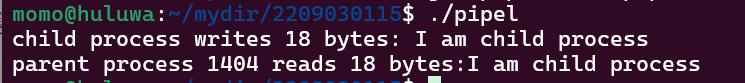 momo@huluwa:~/mydir/2209030115$ ./pipel
child process writes 18 bytes: I am child process
parent process 1404 reads 18 bytes:I am child process